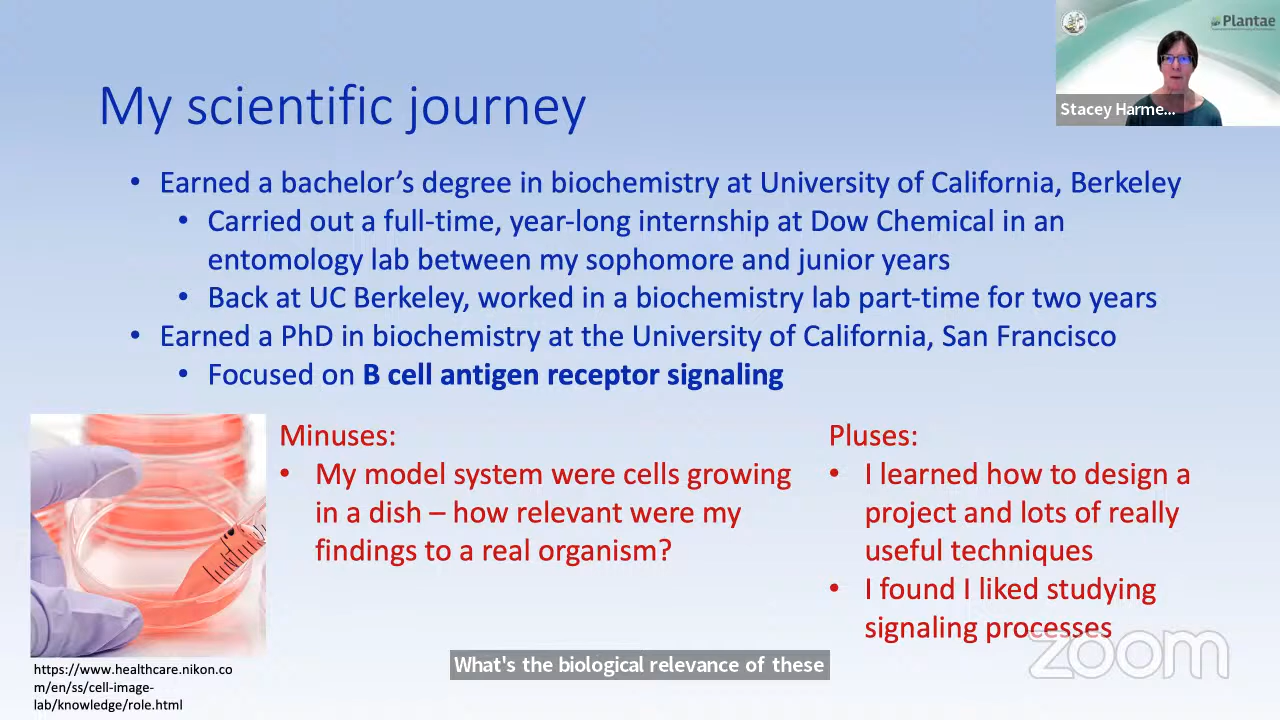 Plantae
Stacey Harme...
My scientific journey
• Earned a bachelor’s degree in biochemistry at University of California, Berkeley
• Carried out a full-time, year-long internship at Dow Chemical in an
entomology lab between my sophomore and junior years
• Back at UC Berkeley, worked in a biochemistry lab part-time for two years
• Earned a PhD in biochemistry at the University of California, San Francisco
• Focused on B cell antigen receptor signaling
Minuses:
• My model system were cells growing
in a dish – how relevant were my
findings to a real organism?
Pluses:
• I learned how to design a
project and lots of really
useful techniques
• I found I liked studying
signaling processes
https://www.healthcare.nikon.co
m/en/ss/cell-image-
lab/knowledge/role.html
What's the biological relevance of these
zoom